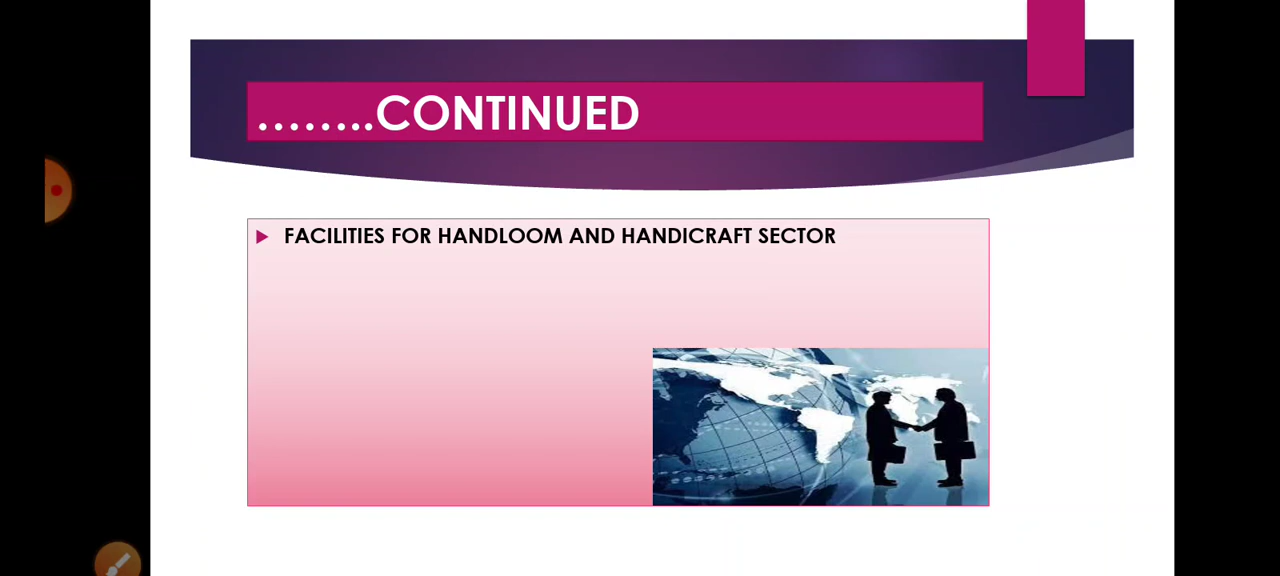 ........CONTINUED
FACILITIES FOR HANDLOOM AND HANDICRAFT SECTOR